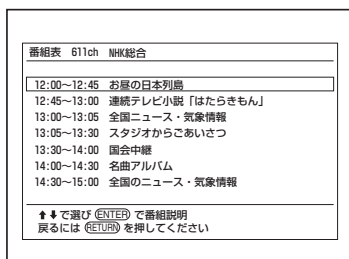 番組表 611ch NHK総合
12:00～12:45 お昼の日本列島
12:45～13:00 連続テレビ小説「はたらきもん」
13:00～13:05 全国ニュース・気象情報
13:05～13:30 スタジオからごあいさつ
13:30～14:00 国会中継
14:00～14:30 名曲アルバム
14:30～15:00 全国のニュース・気象情報
⬆⬇で選び ENTER で番組説明
戻るには RETURN を押してください